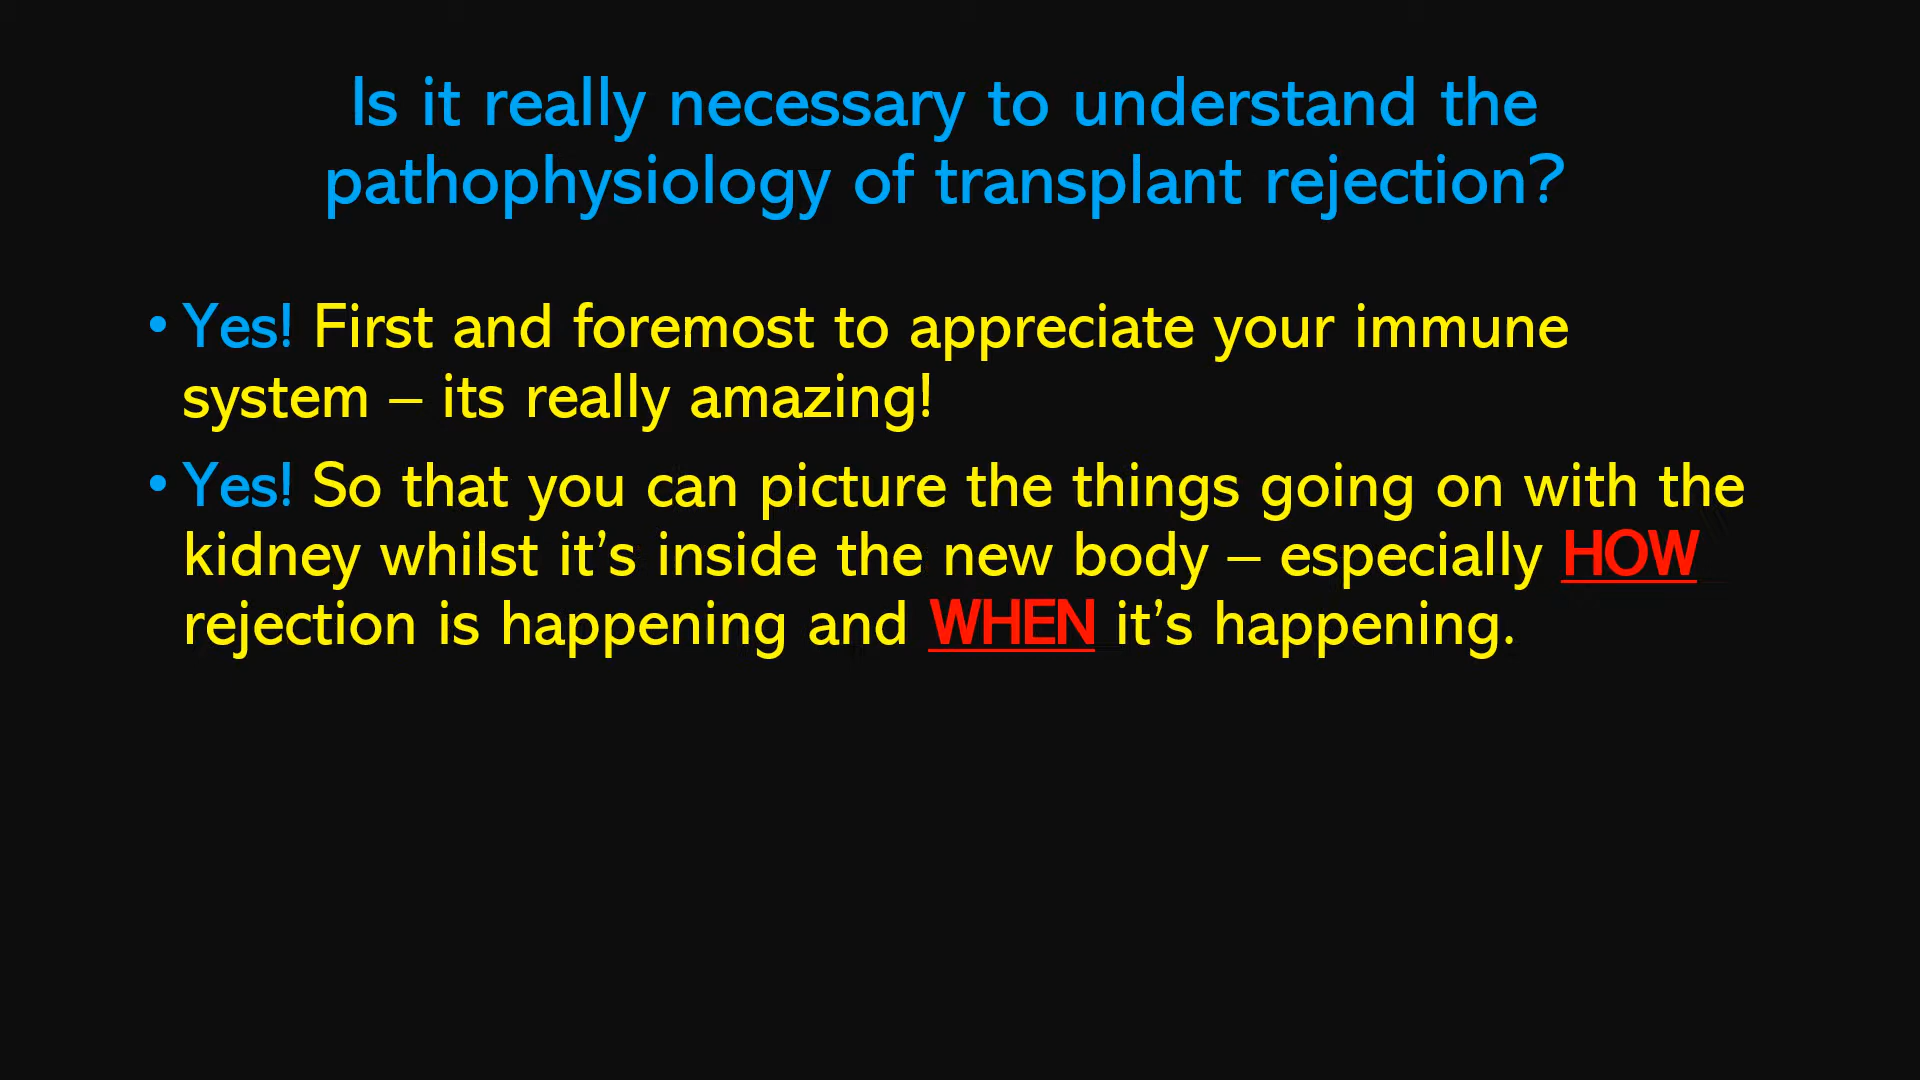 Is it really necessary to understand the
pathophysiology of transplant rejection?
• Yes! First and foremost to appreciate your immune
system – its really amazing!
• Yes! So that you can picture the things going on with the
kidney whilst it’s inside the new body – especially HOW
rejection is happening and WHEN it’s happening.